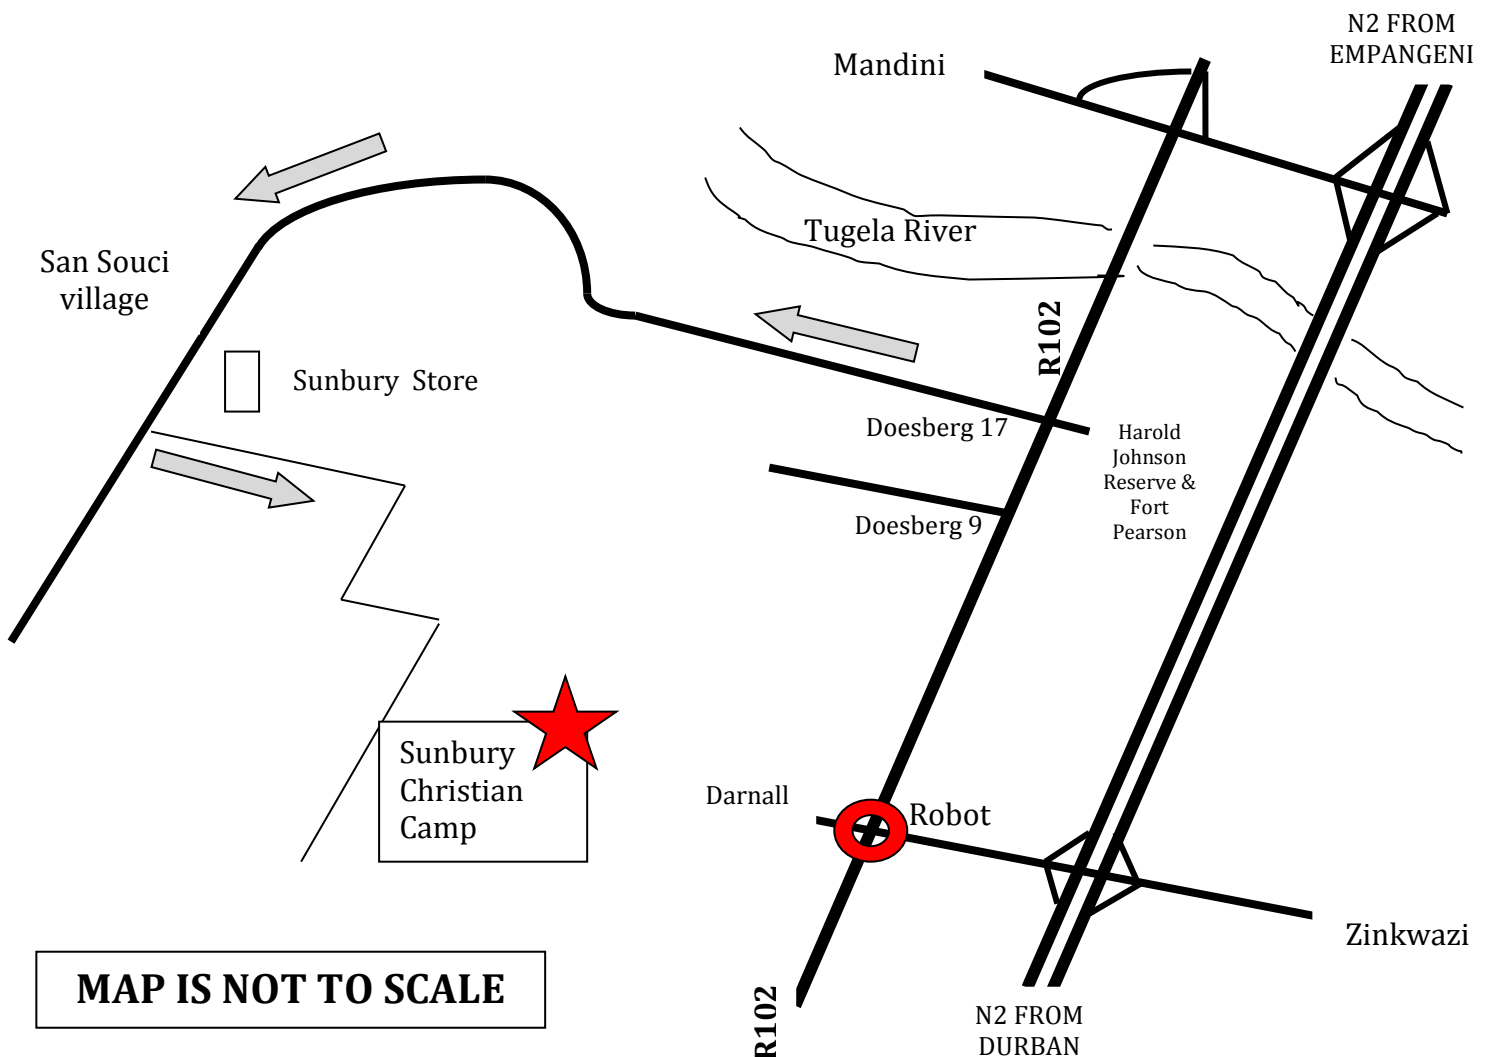 N2 FROM
EMPANGENI
Mandini
Tugela River
San Souci
village
R102
Sunbury  Store
Doesberg 17
Harold
Johnson
Reserve &
Fort
Pearson
Doesberg 9
Sunbury
Christian
Camp
Darnall
Robot
Zinkwazi
MAP IS NOT TO SCALE
R102
N2 FROM
DURBAN